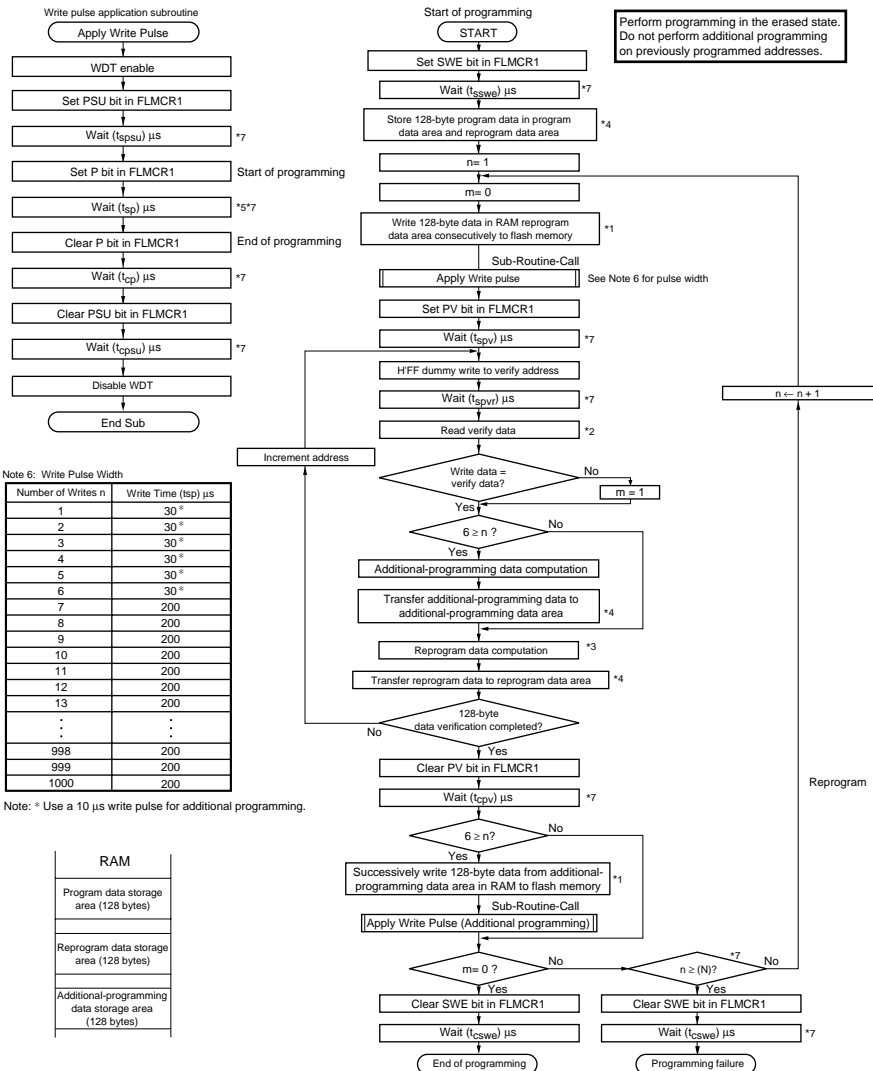 Write pulse application subroutine
Apply Write Pulse
WDT enable
Set PSU bit in FLMCR1
Wait (tspsu) μs
*7
Set P bit in FLMCR1
Start of programming
Wait (tsp) μs
*5*7
Clear P bit in FLMCR1
End of programming
Wait (tcp) μs
*7
Clear PSU bit in FLMCR1
Wait (tcpsu) μs
*7
Disable WDT
End Sub
Note 6: Write Pulse Width
Number of Writes n Write Time (tsp) μs
1 30*
2 30*
3 30*
4 30*
5 30*
6 30*
7 200
8 200
9 200
10 200
11 200
12 200
13 200
998 200
999 200
1000 200
Note: * Use a 10 μs write pulse for additional programming.
RAM
Program data storage
area (128 bytes)
Reprogram data storage
area (128 bytes)
Additional-programming
data storage area
(128 bytes)
Start of programming
START
Perform programming in the erased state.
Do not perform additional programming
on previously programmed addresses.
Set SWE bit in FLMCR1
Wait (tsswe) μs
*7
Store 128-byte program data in program
data area and reprogram data area
*4
n= 1
m= 0
Write 128-byte data in RAM reprogram
data area consecutively to flash memory
*1
Sub-Routine-Call
Apply Write pulse
See Note 6 for pulse width
Set PV bit in FLMCR1
Wait (tspv) μs
*7
H'FF dummy write to verify address
Wait (tspvr) μs
*7
Read verify data
*2
Increment address
n ← n + 1
Write data =
verify data?
No
m = 1
Yes
6 ≥ n ?
No
Yes
Additional-programming data computation
Transfer additional-programming data to
additional-programming data area
*4
Reprogram data computation
*3
Transfer reprogram data to reprogram data area
*4
128-byte
data verification completed?
No
Yes
Clear PV bit in FLMCR1
Reprogram
Wait (tcpv) μs
*7
6 ≥ n?
No
Yes
Successively write 128-byte data from additional-
programming data area in RAM to flash memory
*1
Sub-Routine-Call
Apply Write Pulse (Additional programming)
m= 0 ?
No
*7
n ≥ (N)?
No
Yes
Yes
Clear SWE bit in FLMCR1
Clear SWE bit in FLMCR1
Wait (tcswe) μs
Wait (tcswe) μs
*7
End of programming
Programming failure